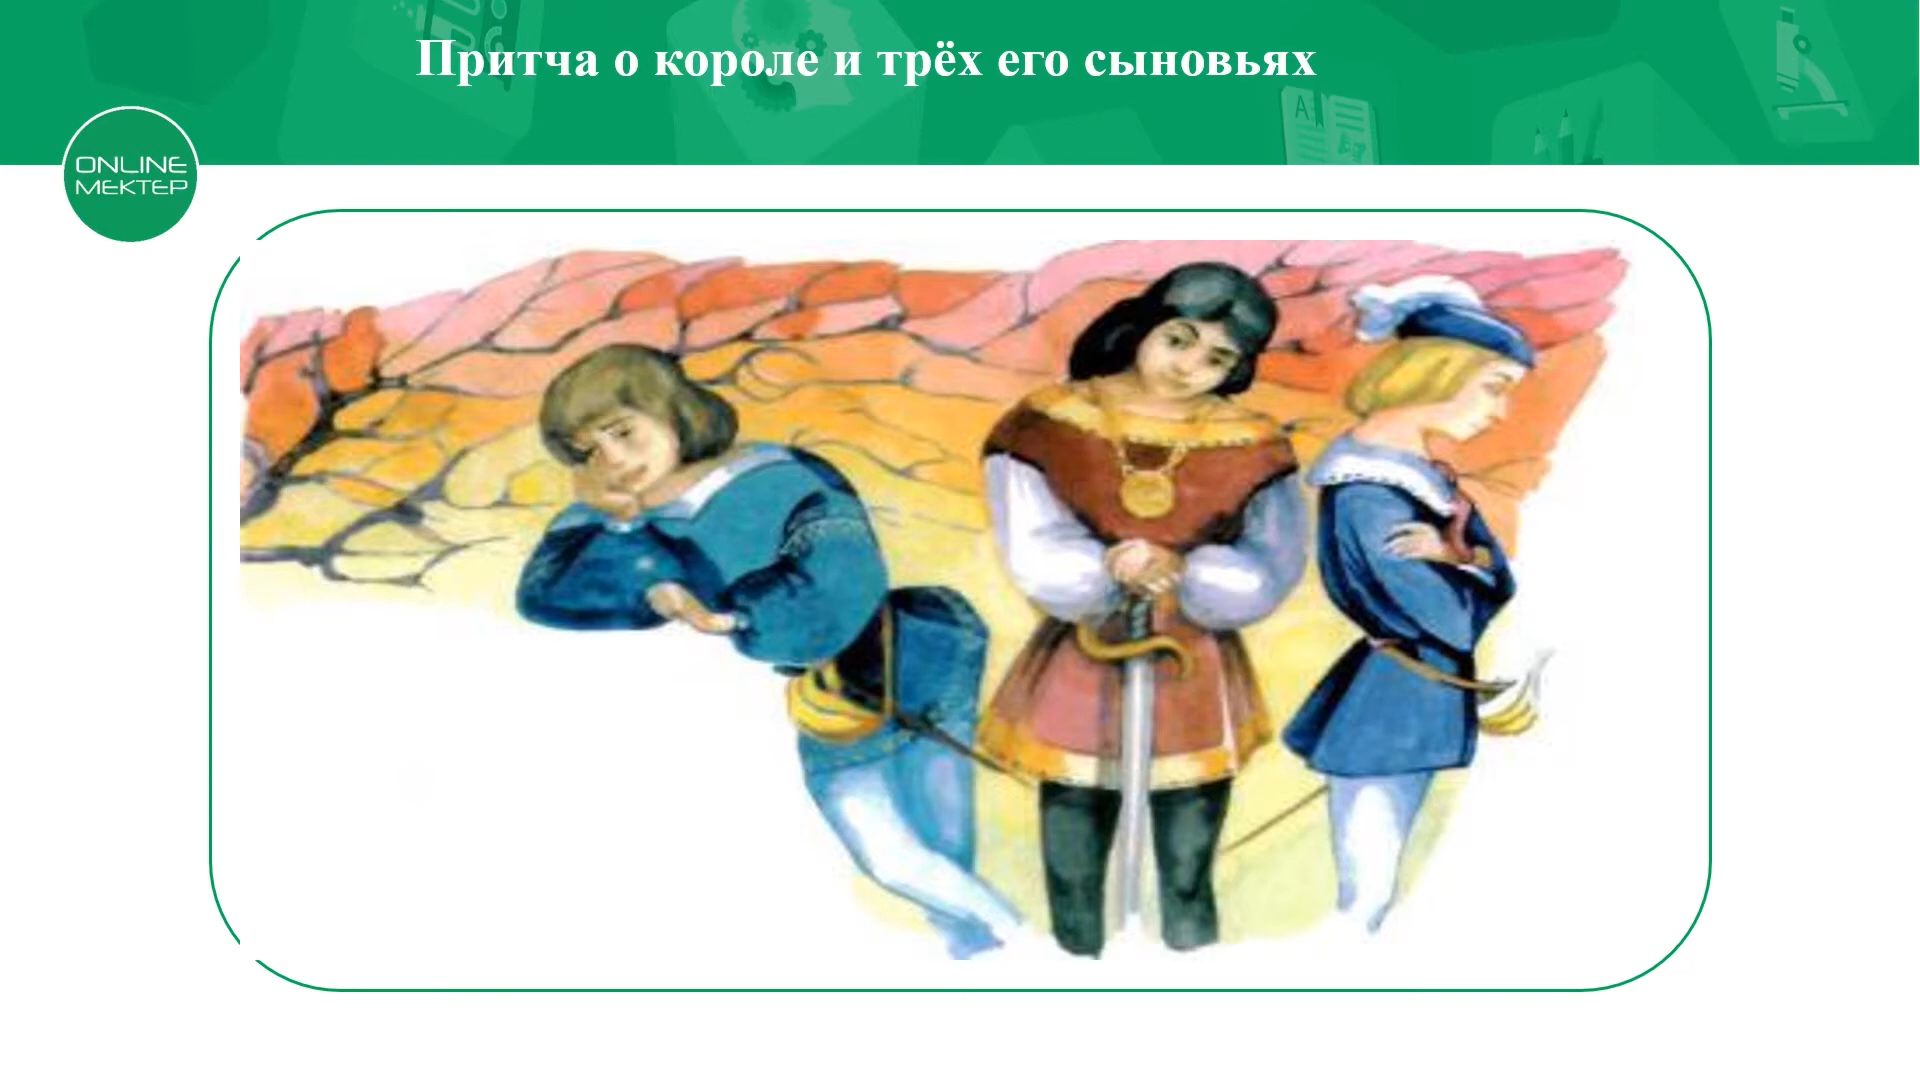 Притча о короле и трёх его сыновьях
ONLINE
МЕКТЕР
A